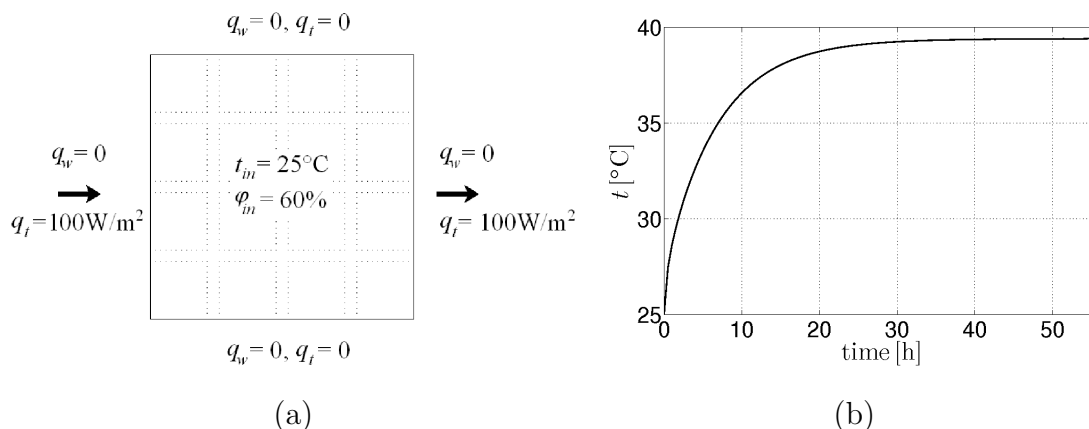 q_w = 0, q_t = 0
q_w = 0
q_t = 100W/m²
t_in = 25°C
φ_in = 60%
q_w = 0
q_t = 100W/m²
q_w = 0, q_t = 0
(a)
40
35
30
25
t [°C]
0 10 20 30 40 50
time [h]
(b)